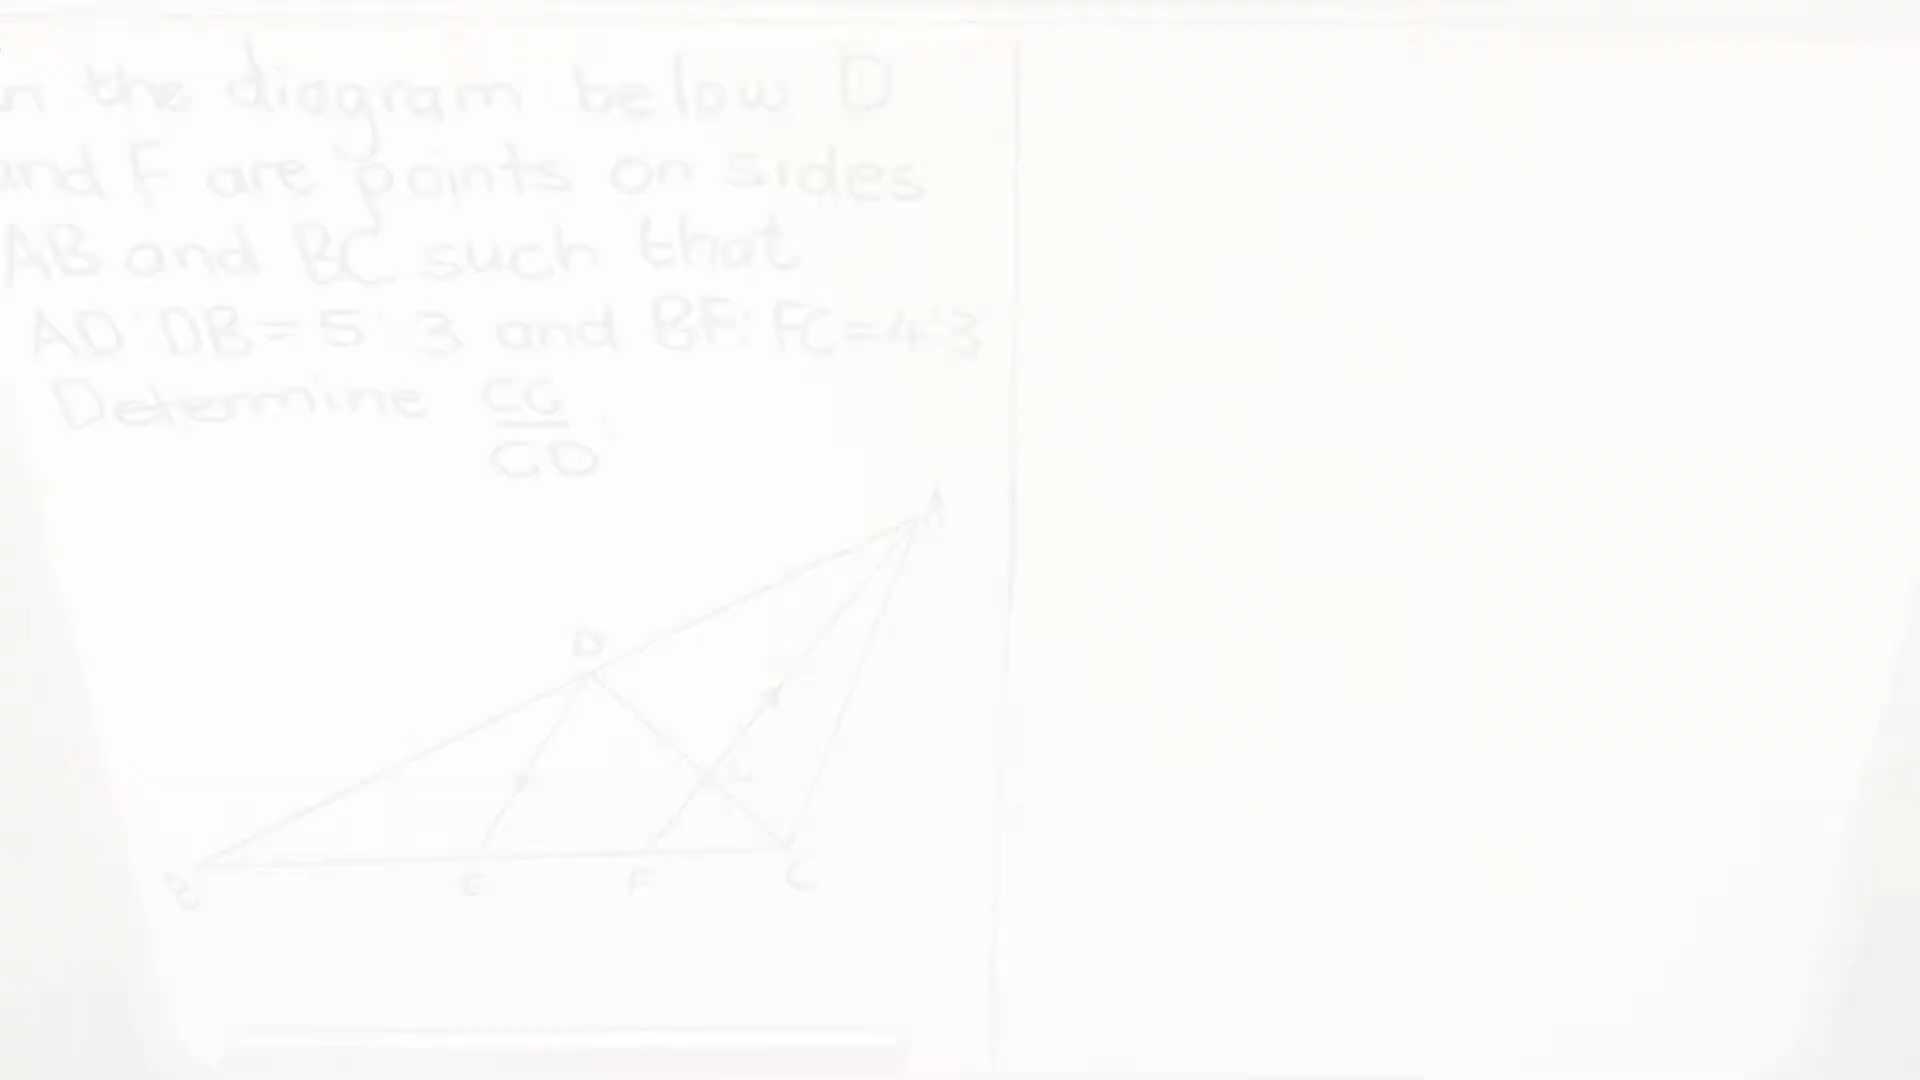 n the diagram below D
and F are points on sides
AB and BC such that
AD:DB=5:3 and BF:FC=4:3
Determine CG
GD
A
D
B
E
F
C